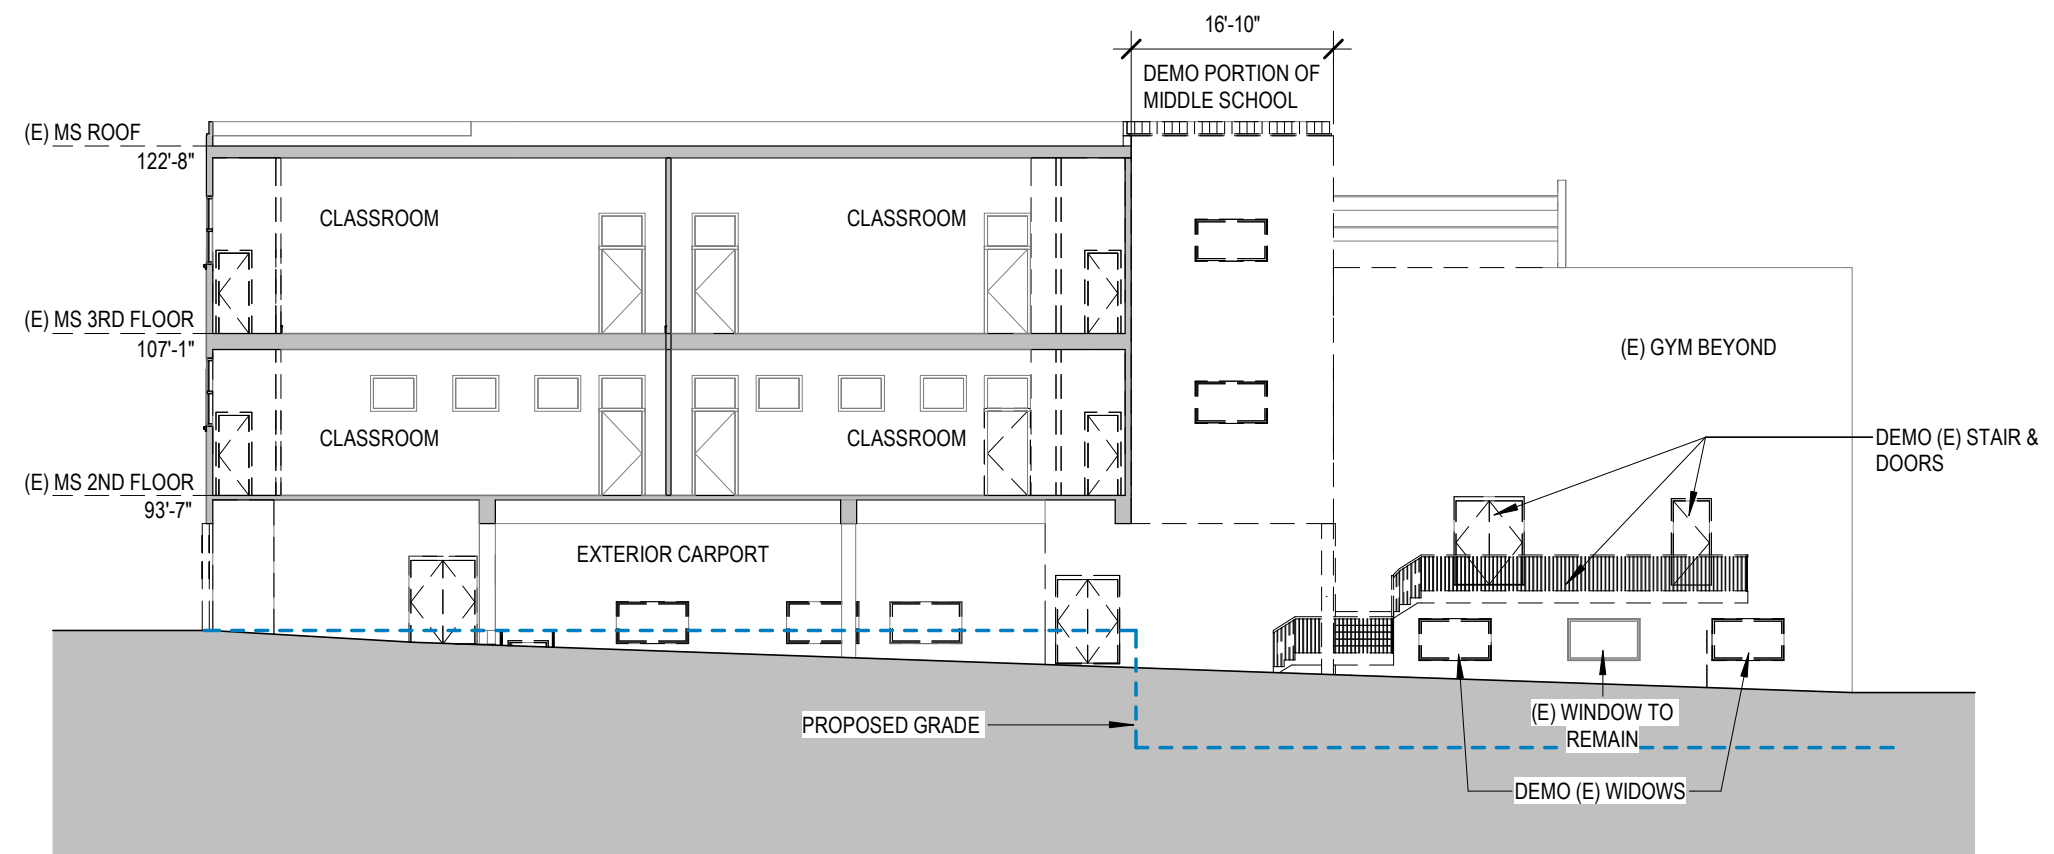 16'-10"
DEMO PORTION OF
MIDDLE SCHOOL
(E) MS ROOF
122'-8"
CLASSROOM
CLASSROOM
(E) MS 3RD FLOOR
107'-1"
(E) GYM BEYOND
CLASSROOM
CLASSROOM
DEMO (E) STAIR &
DOORS
(E) MS 2ND FLOOR
93'-7"
EXTERIOR CARPORT
PROPOSED GRADE
(E) WINDOW TO
REMAIN
DEMO (E) WIDOWS